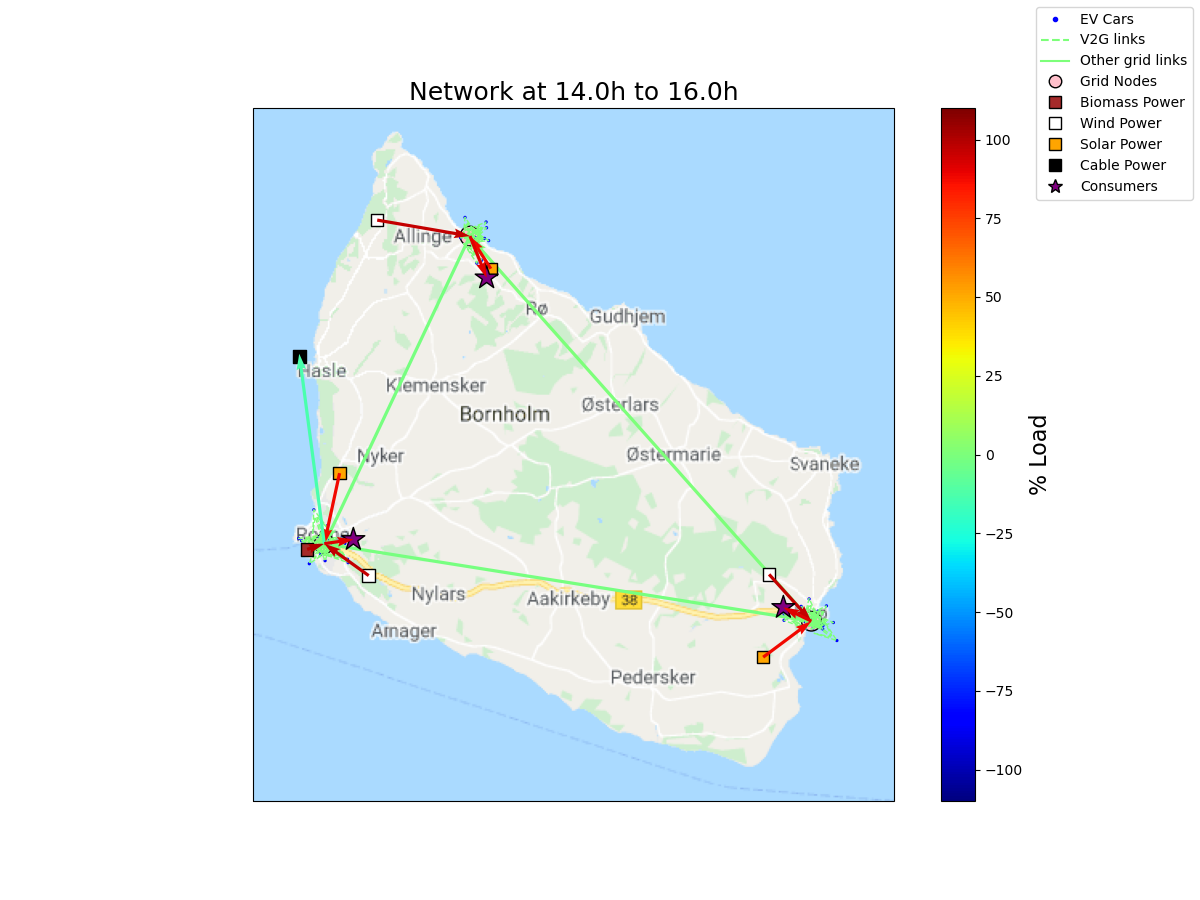 EV Cars
V2G links
Other grid links
Grid Nodes
Biomass Power
Wind Power
Solar Power
Cable Power
Consumers
Network at 14.0h to 16.0h
Allinge
Rø
Gudhjem
Hasle
Klemensker
Østerlars
Bornholm
Nyker
Østermarie
Svaneke
Nylars
Aakirkeby
38
Arnager
Pedersker
100
75
50
25
0
−25
−50
−75
−100
% Load